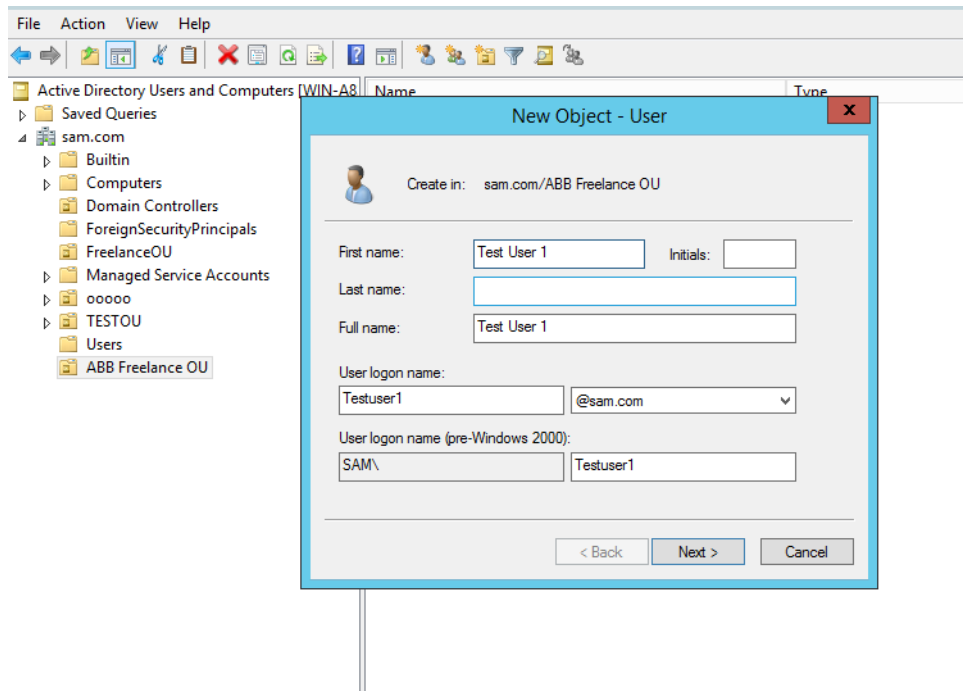 File Action View Help
Active Directory Users and Computers [WIN-A8
Name Type
Saved Queries
sam.com
Builtin
Computers
Domain Controllers
ForeignSecurityPrincipals
FreelanceOU
Managed Service Accounts
ooooo
TESTOU
Users
ABB Freelance OU
New Object - User
x
Create in: sam.com/ABB Freelance OU
First name: Test User 1 Initials:
Last name:
Full name: Test User 1
User logon name:
Testuser1 @sam.com
User logon name (pre-Windows 2000):
SAM\ Testuser1
< Back Next > Cancel